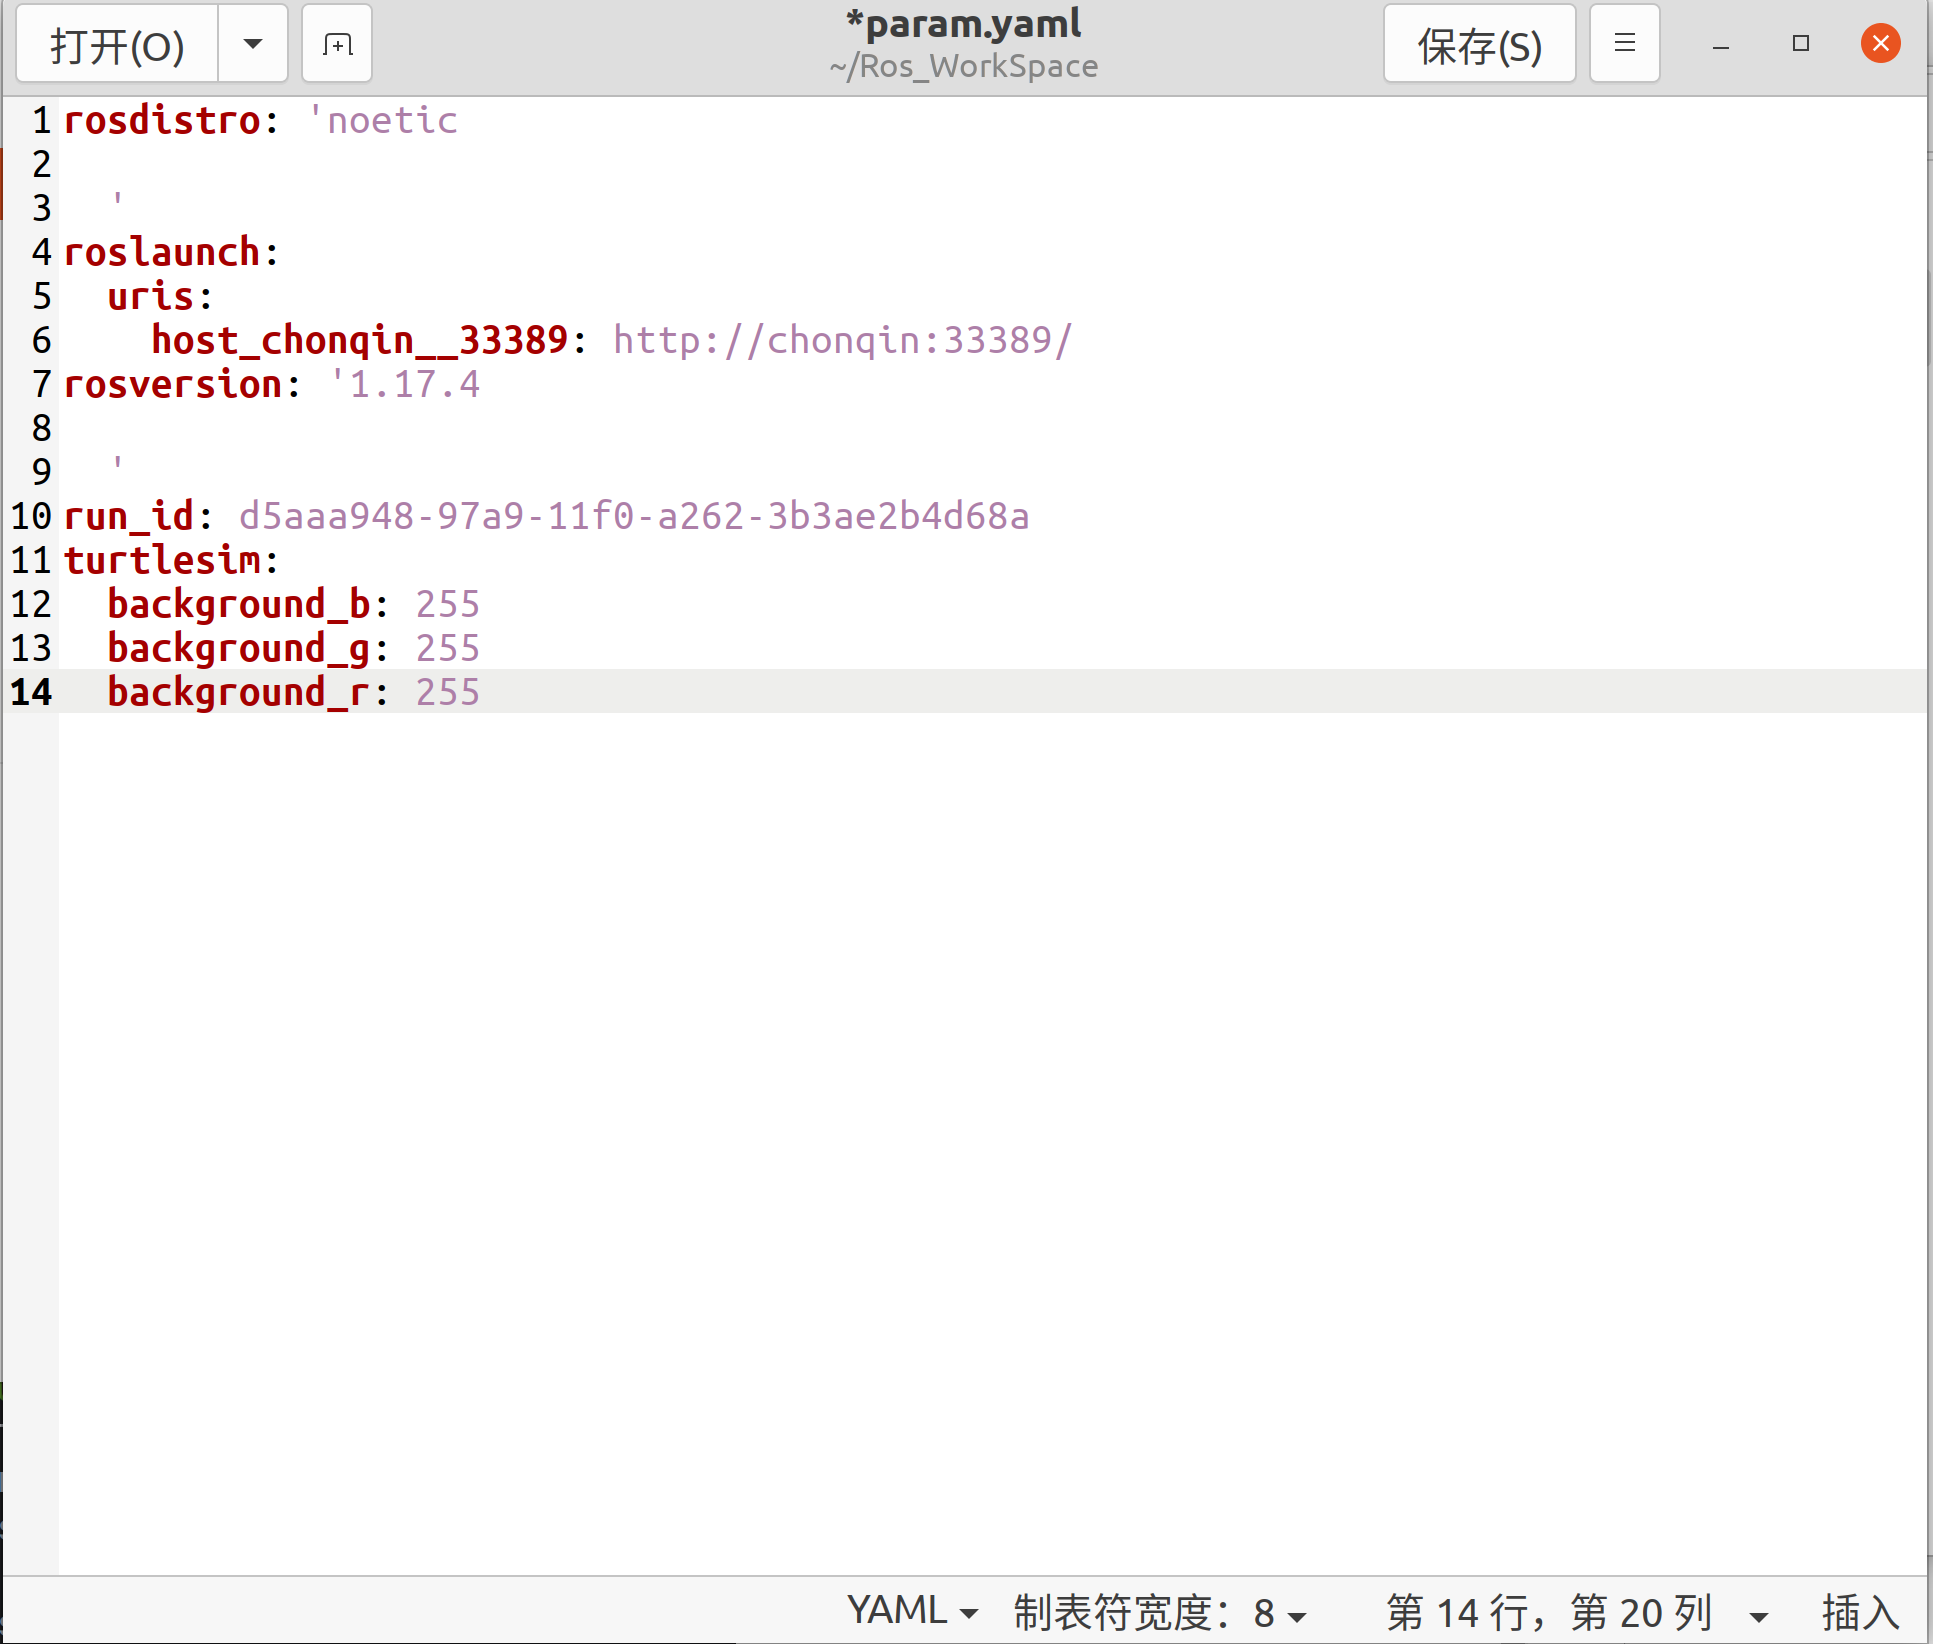 打开(O)
*param.yaml
~/Ros_WorkSpace
保存(S)
1 rosdistro: 'noetic
2
3   '
4 roslaunch:
5   uris:
6     host_chonqin__33389: http://chonqin:33389/
7 rosversion: '1.17.4
8
9   '
10 run_id: d5aaa948-97a9-11f0-a262-3b3ae2b4d68a
11 turtlesim:
12   background_b: 255
13   background_g: 255
14   background_r: 255
YAML 制表符宽度：8 第 14 行，第 20 列 插入